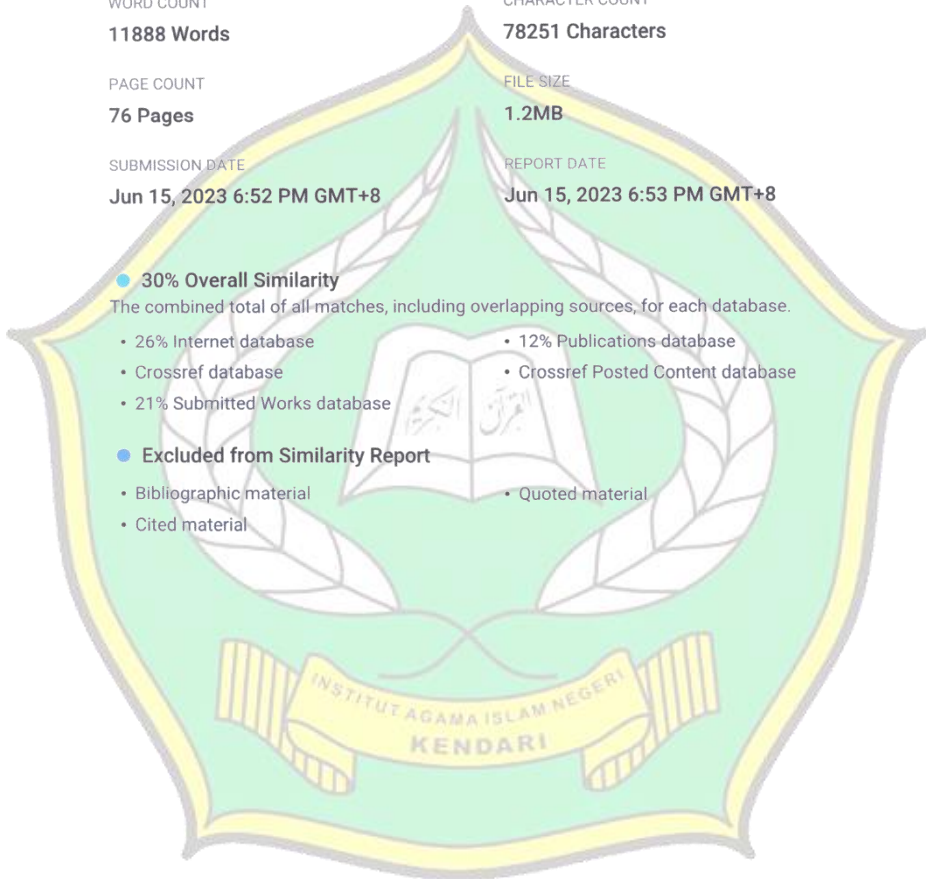 WORD COUNT
CHARACTER COUNT
11888 Words
78251 Characters
PAGE COUNT
FILE SIZE
76 Pages
1.2MB
SUBMISSION DATE
REPORT DATE
Jun 15, 2023 6:52 PM GMT+8
Jun 15, 2023 6:53 PM GMT+8
30% Overall Similarity
The combined total of all matches, including overlapping sources, for each database.
• 26% Internet database
• 12% Publications database
• Crossref database
• Crossref Posted Content database
• 21% Submitted Works database
القرآن الكريم
Excluded from Similarity Report
• Bibliographic material
• Quoted material
• Cited material
INSTITUT AGAMA ISLAM NEGERI
KENDARI